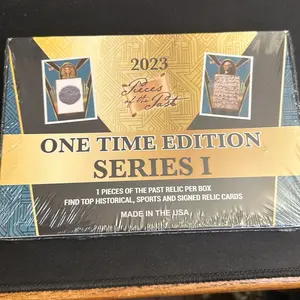 2023
Pieces
of the Past
ONE TIME EDITION
SERIES I
1 PIECES OF THE PAST RELIC PER BOX
FIND TOP HISTORICAL, SPORTS AND SIGNED RELIC CARDS
MADE IN THE USA